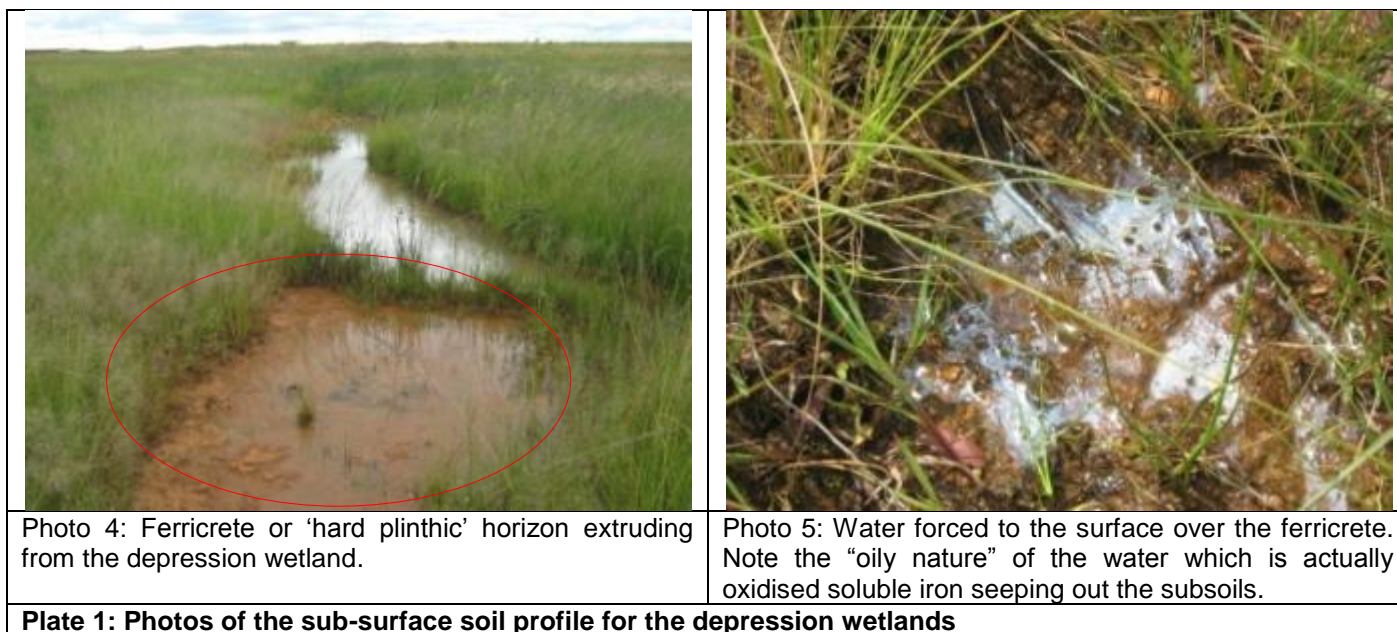 Photo 4: Ferricrete or ‘hard plinthic’ horizon extruding
from the depression wetland.
Photo 5: Water forced to the surface over the ferricrete.
Note the “oily nature” of the water which is actually
oxidised soluble iron seeping out the subsoils.
Plate 1: Photos of the sub-surface soil profile for the depression wetlands